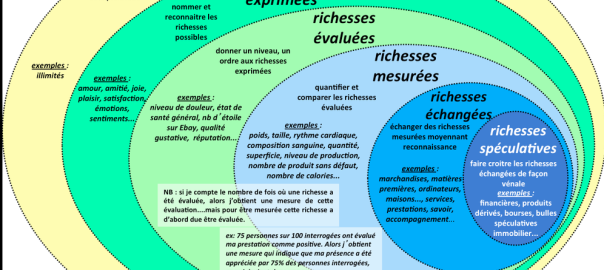 exprimées
nommer et
reconnaitre les
richesses
possibles
exemples :
illimités
exemples :
amour, amitié, joie,
plaisir, satisfaction,
émotions,
sentiments...
richesses
évaluées
donner un niveau, un
ordre aux richesses
exprimées
exemples :
niveau de douleur, état de
santé général, nb d´étoile
sur Ebay, qualité
gustative, réputation...
richesses
mesurées
quantifier et
comparer les richesses
évaluées
exemples :
poids, taille, rythme cardiaque,
composition sanguine, quantité,
superficie, niveau de production,
nombre de produit sans défaut,
nombre de calories...
richesses
échangées
échanger des richesses
mesurées moyennant
reconnaissance
exemples :
marchandises, matières
premières, ordinateurs,
maisons..., services,
prestations, savoir,
accompagnement...
richesses
spéculatives
faire croitre les richesses
échangées de façon
vénale
exemples :
financières, produits
dérivés, bourses, bulles
spéculatives
immobilier...
NB : si je compte le nombre de fois où une richesse a
été évaluée, alors j'obtient une mesure de cette
évaluation....mais pour être mesurée cette richesse a
d'abord du être évaluée.
ex: 75 personnes sur 100 interrogées ont évalué
ma prestation comme positive. Alors j´obtient
une mesure qui indique que ma présence a été
appréciée par 75% des personnes interrogées,